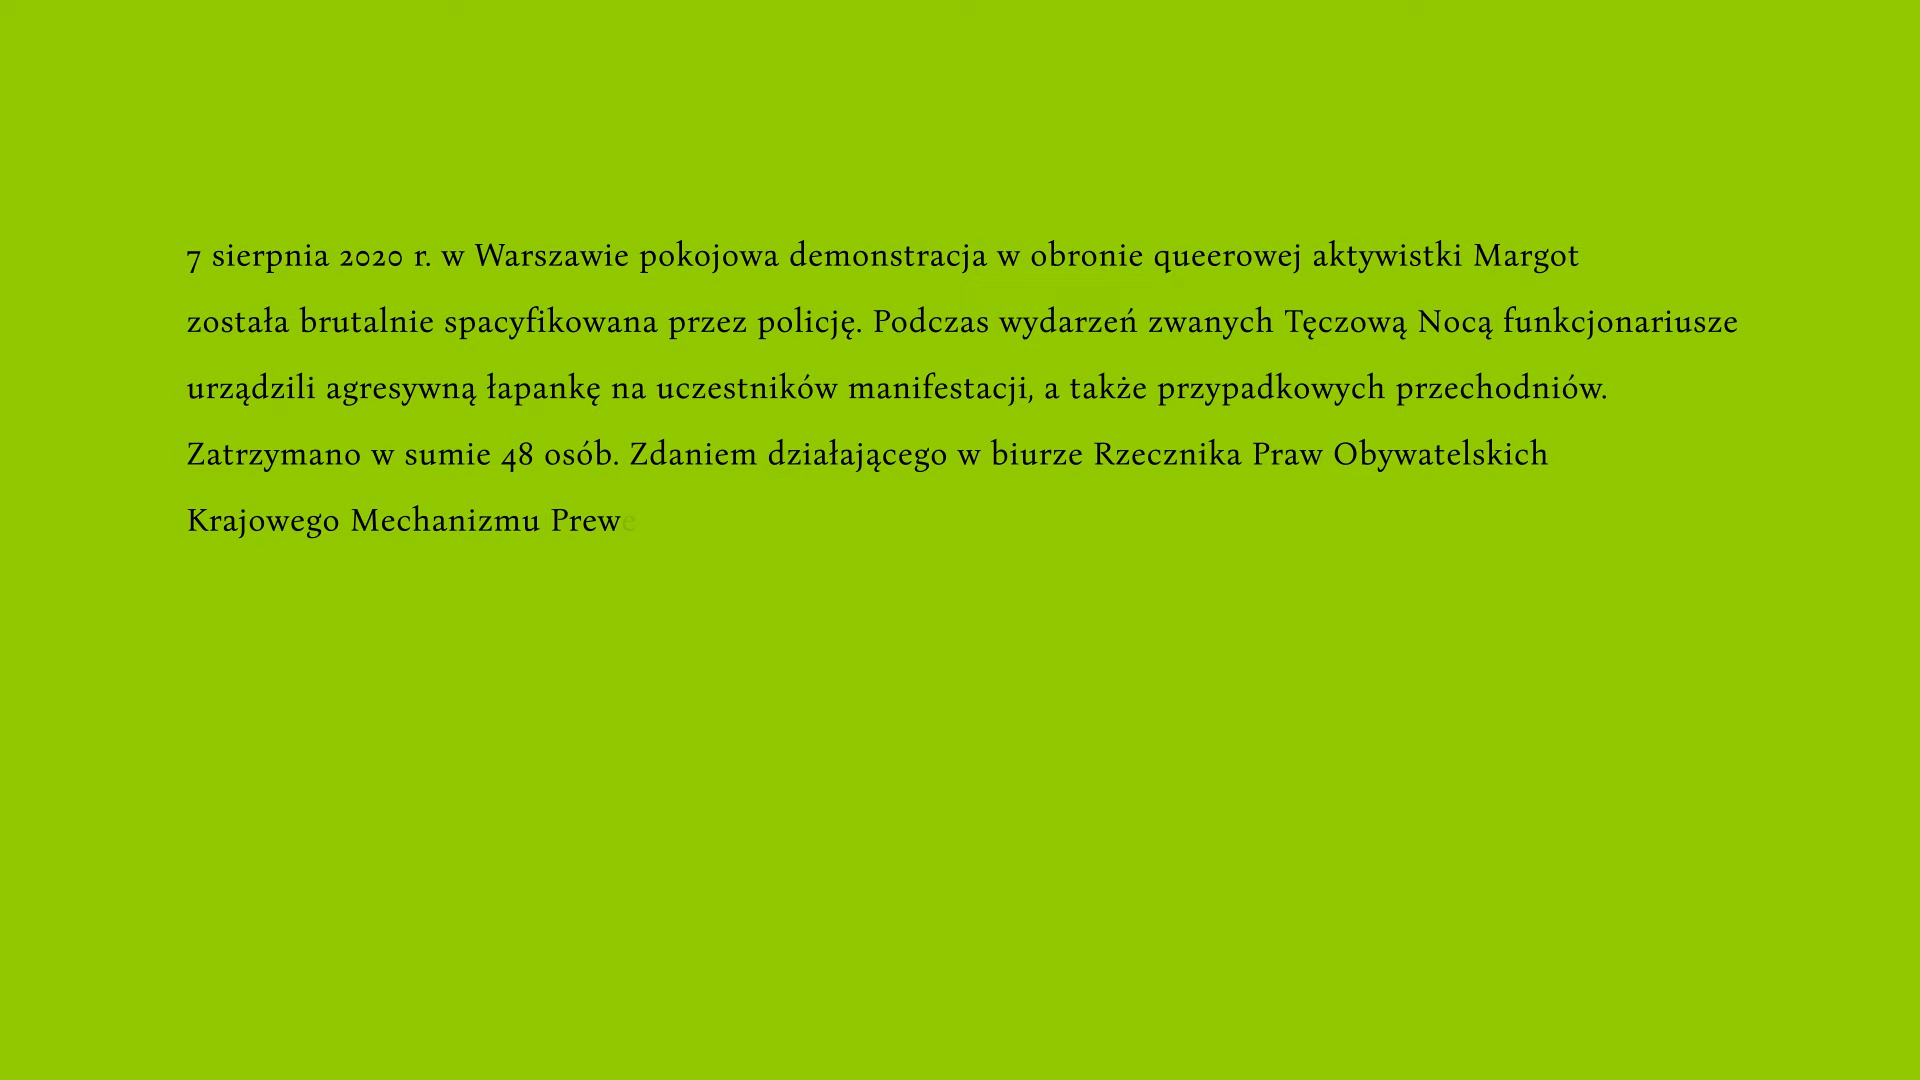 7 sierpnia 2020 r. w Warszawie pokojowa demonstracja w obronie queerowej aktywistki Margot
została brutalnie spacyfikowana przez policję. Podczas wydarzeń zwanych Tęczową Nocą funkcjonariusze
urządzili agresywną łapankę na uczestników manifestacji, a także przypadkowych przechodniów.
Zatrzymano w sumie 48 osób. Zdaniem działającego w biurze Rzecznika Praw Obywatelskich
Krajowego Mechanizmu Prewe